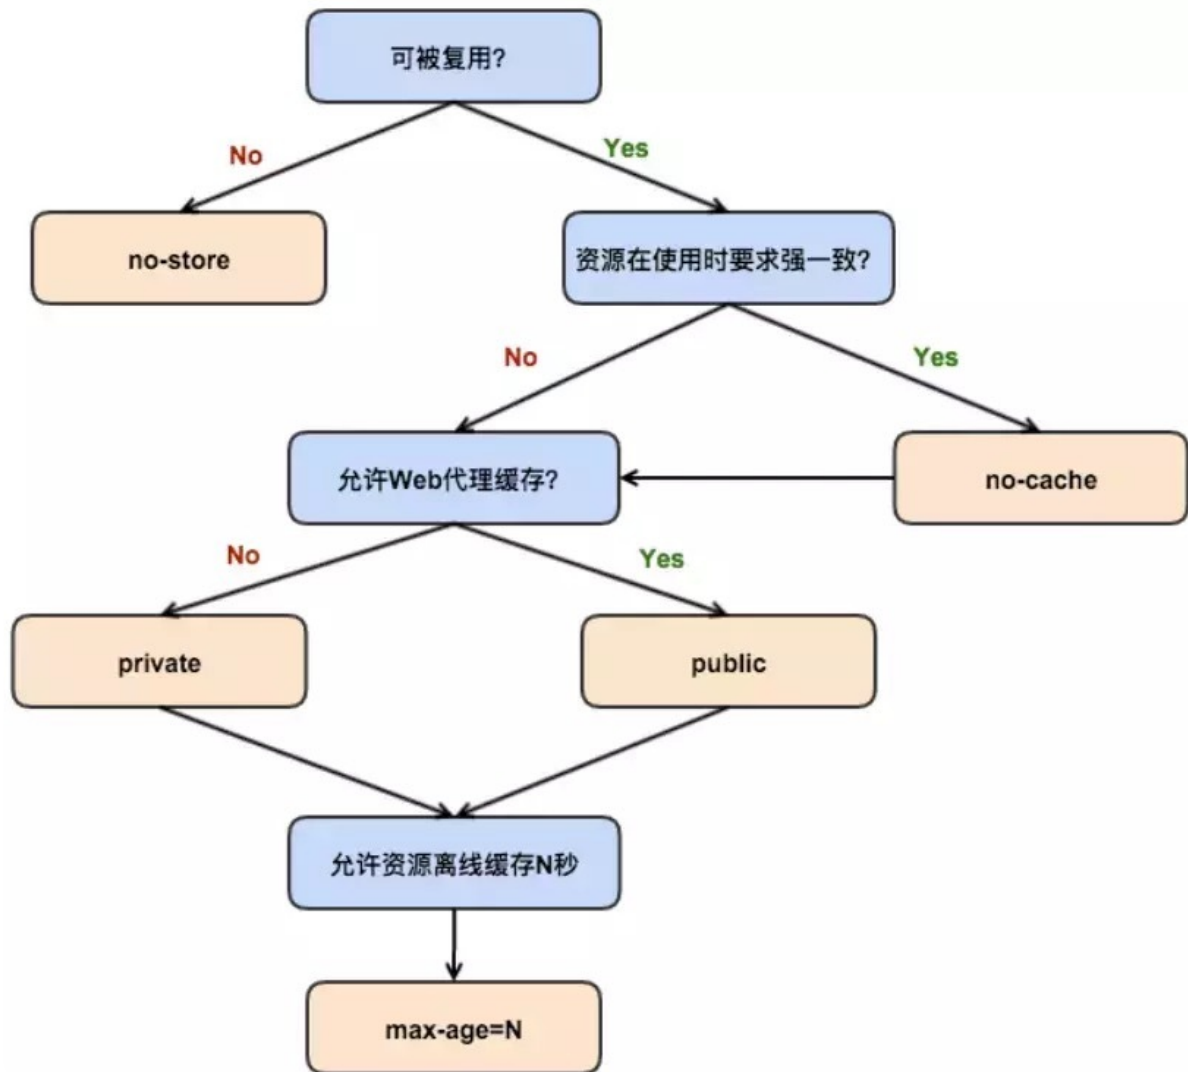 可被复用?
No
Yes
no-store
资源在使用时要求强一致?
No
Yes
允许Web代理缓存?
no-cache
No
Yes
private
public
允许资源离线缓存N秒
max-age=N